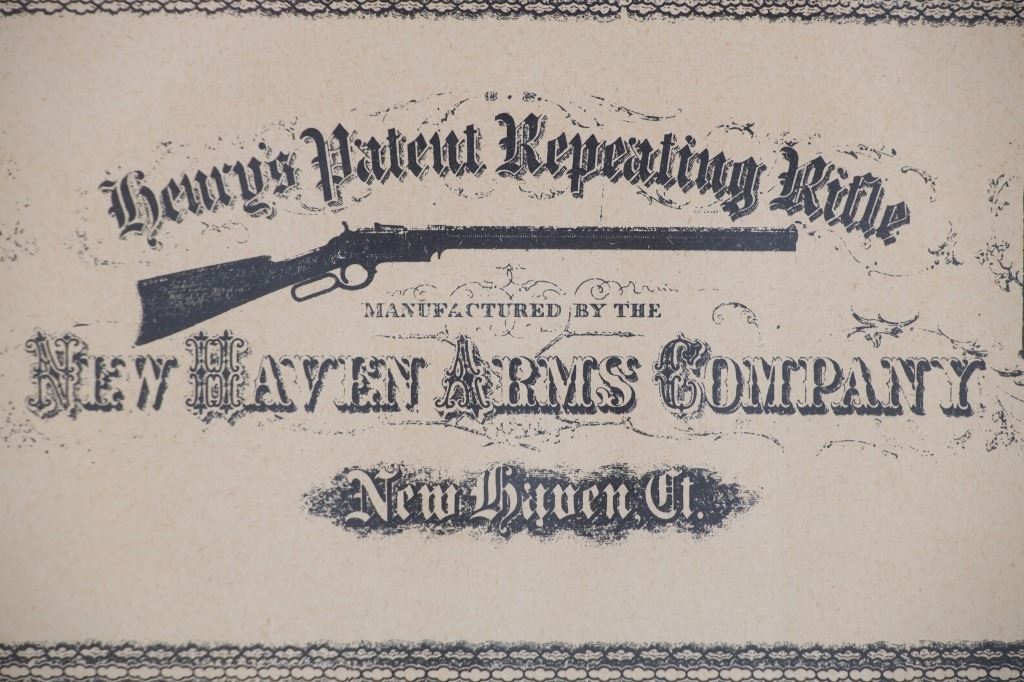 Henry's Patent Repeating Rifle
MANUFACTURED BY THE
NEW HAVEN ARMS COMPANY
New Haven, Ct.